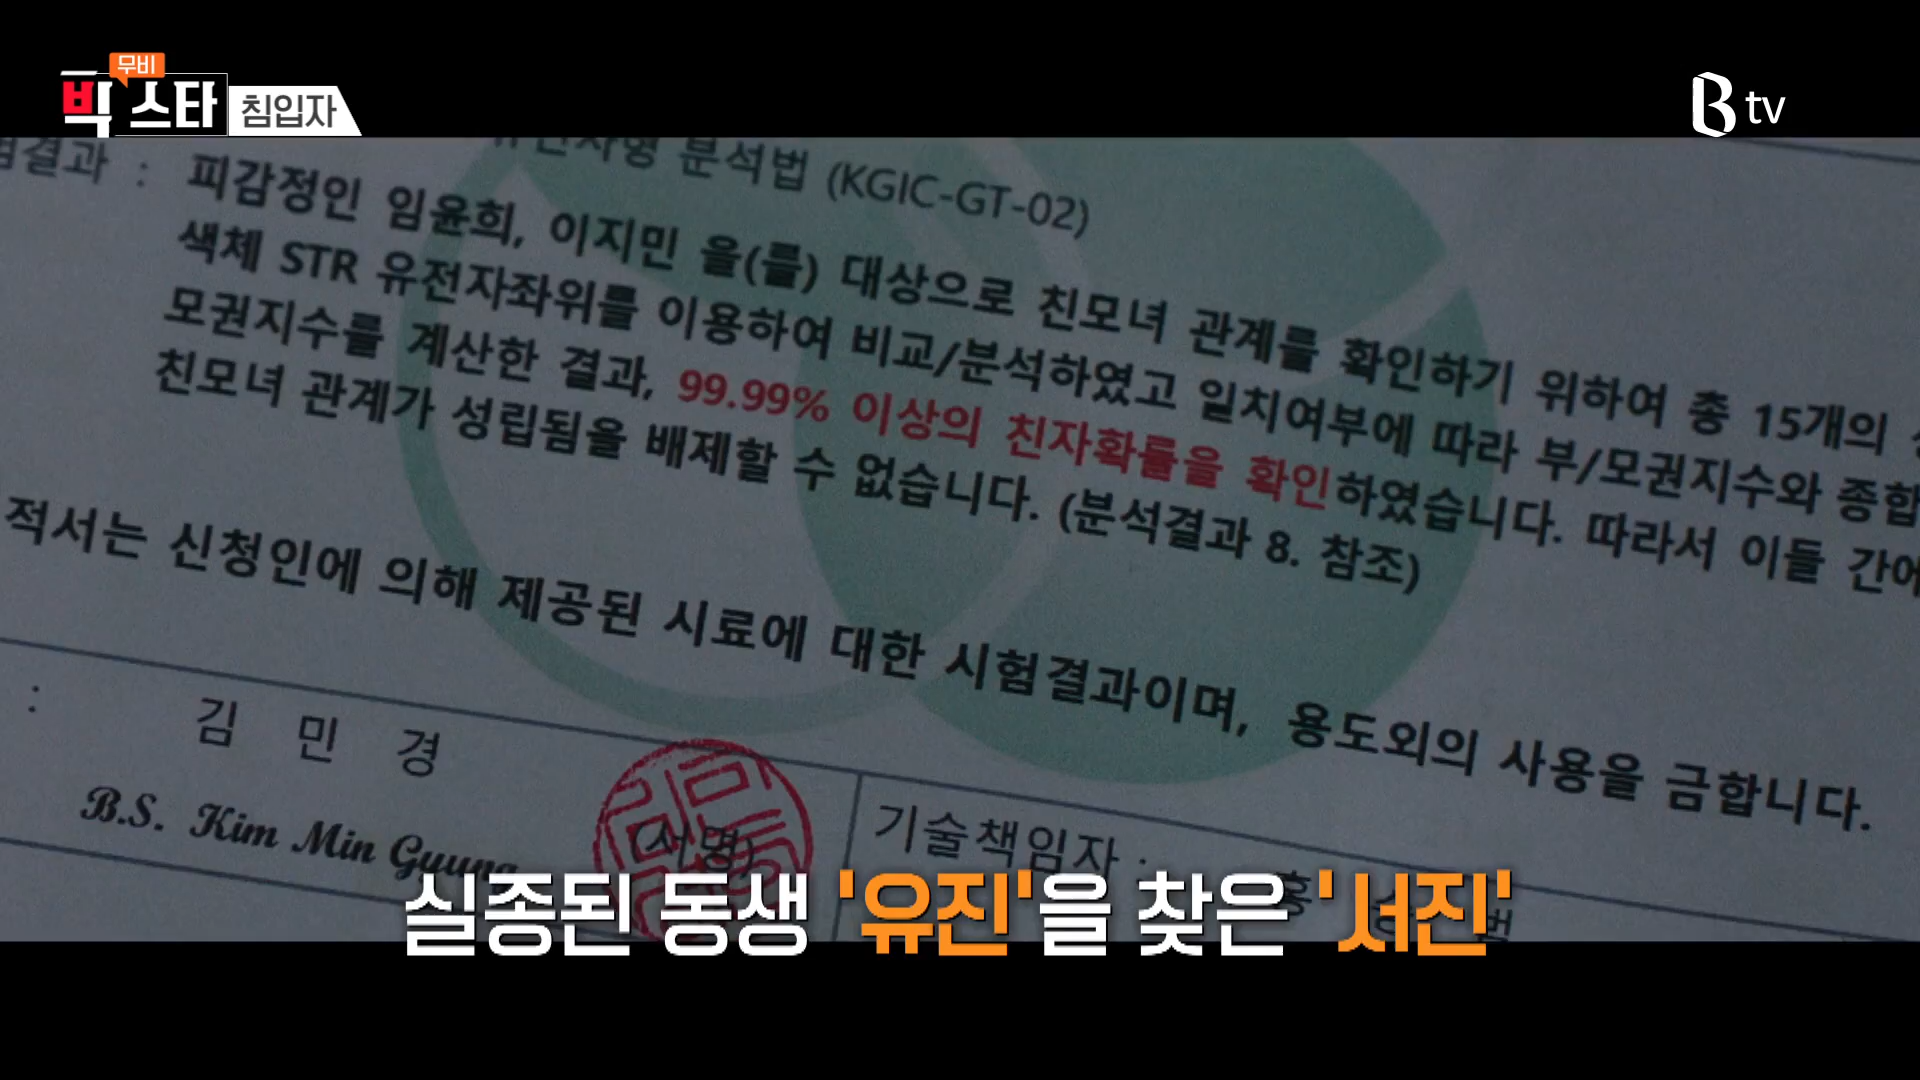 무비
빅 스타 침입자
B tv
험결과 : 유전자형 분석법 (KGIC-GT-02)
피감정인 임윤희, 이지민 을(를) 대상으로 친모녀 관계를 확인하기 위하여 총 15개의
색체 STR 유전자좌위를 이용하여 비교/분석하였고 일치여부에 따라 부/모권지수와 종합
모권지수를 계산한 결과, 99.99% 이상의 친자확률을 확인하였습니다. 따라서 이들 간에
친모녀 관계가 성립됨을 배제할 수 없습니다. (분석결과 8. 참조)
적서는 신청인에 의해 제공된 시료에 대한 시험결과이며, 용도외의 사용을 금합니다.
: 김 민 경
B.S. Kim Min Gyung
(서명)
기술책임자 :
실종된 동생 '유진'을 찾은 '서진'